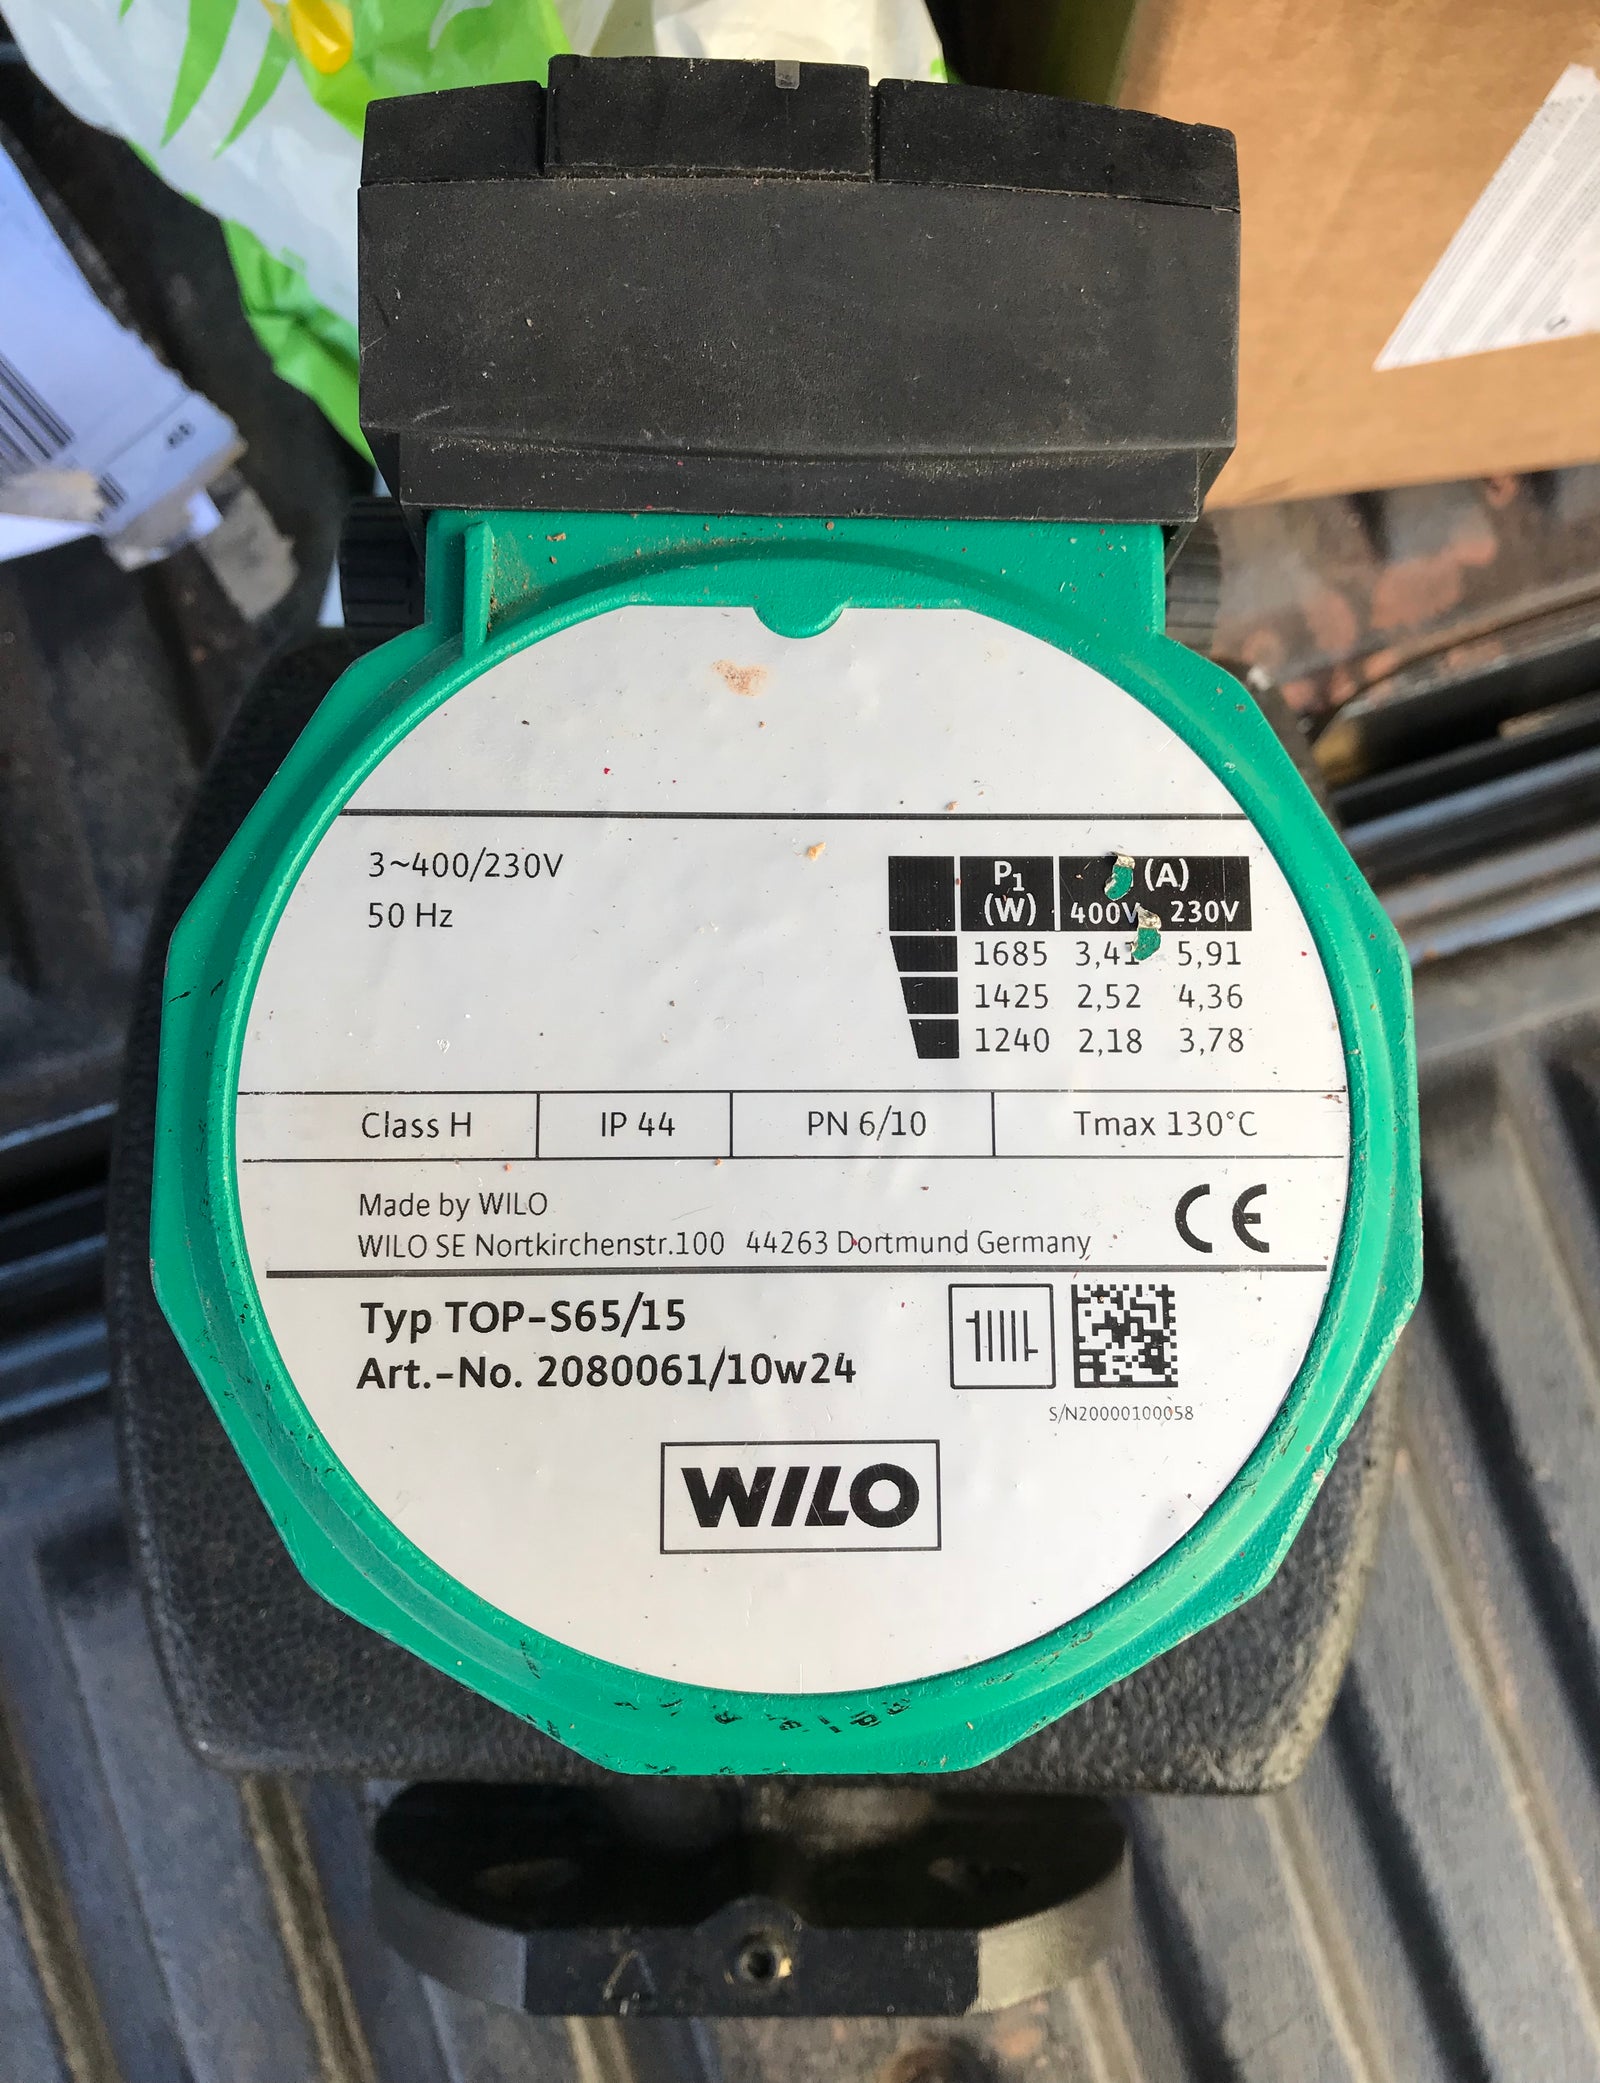 3~400/230V
50 Hz
P1 (A)
(W) 400V 230V
1685 3,41 5,91
1425 2,52 4,36
1240 2,18 3,78
Class H IP 44 PN 6/10 Tmax 130°C
Made by WILO
WILO SE Nortkirchenstr.100 44263 Dortmund Germany
CE
Typ TOP-S65/15
Art.-No. 2080061/10w24
S/N20000100058
WILO